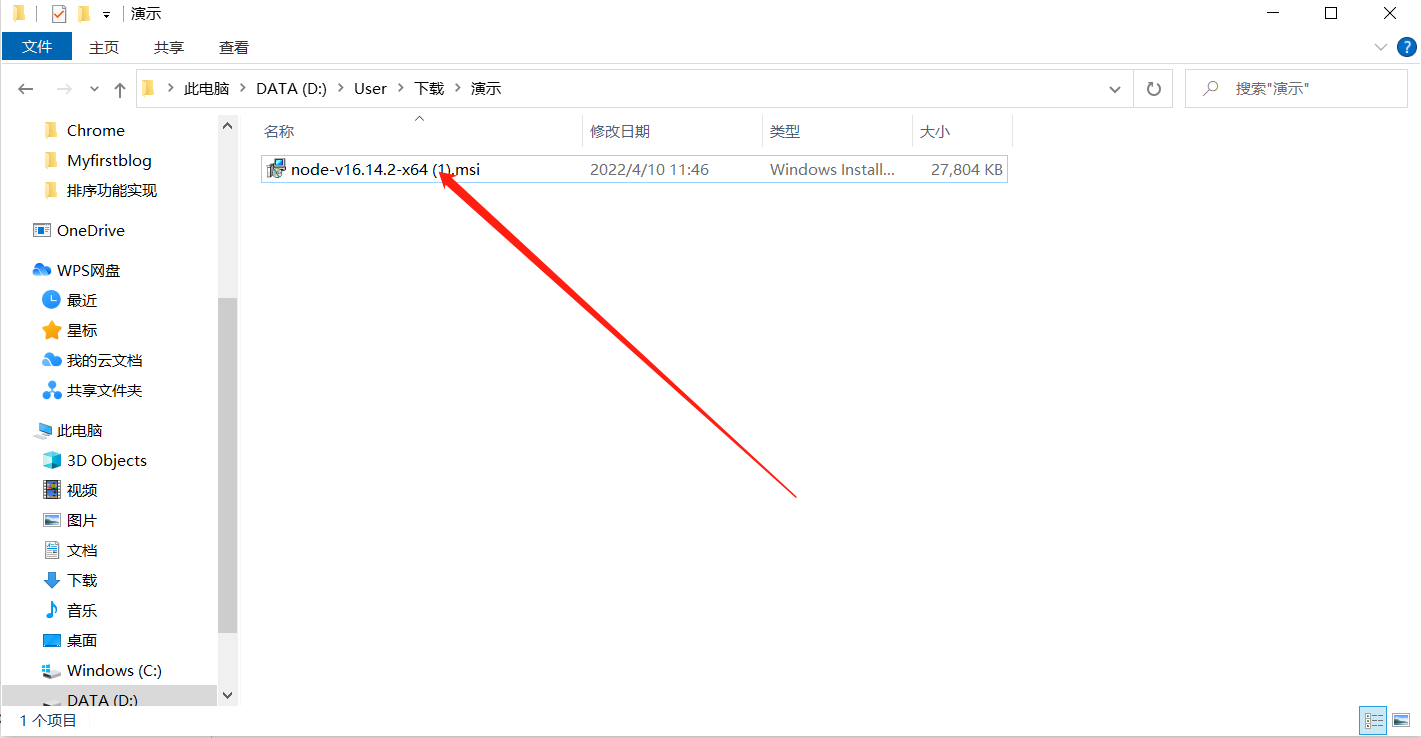 演示
文件 主页 共享 查看
此电脑 DATA (D:) User 下载 演示 搜索"演示"
名称 修改日期 类型 大小
node-v16.14.2-x64 (1).msi 2022/4/10 11:46 Windows Install... 27,804 KB
Chrome
Myfirstblog
排序功能实现
OneDrive
WPS网盘
最近
星标
我的云文档
共享文件夹
此电脑
3D Objects
视频
图片
文档
下载
音乐
桌面
Windows (C:)
DATA (D:)
1 个项目